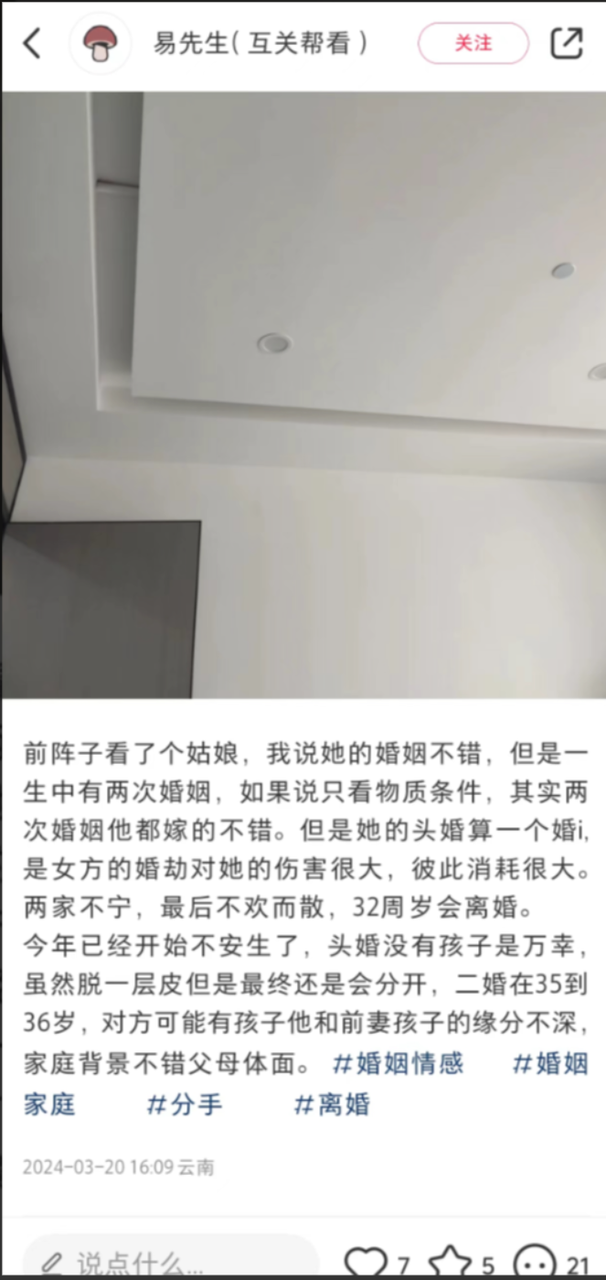 易先生(互关帮看)
关注
前阵子看了个姑娘，我说她的婚姻不错，但是一
生中有两次婚姻，如果说只看物质条件，其实两
次婚姻他都嫁的不错。但是她的头婚算一个婚i,
是女方的婚劫对她的伤害很大，彼此消耗很大。
两家不宁，最后不欢而散，32周岁会离婚。
今年已经开始不安生了，头婚没有孩子是万幸，
虽然脱一层皮但是最终还是会分开，二婚在35到
36岁，对方可能有孩子他和前妻孩子的缘分不深，
家庭背景不错父母体面。 #婚姻情感 #婚姻
家庭 #分手 #离婚
2024-03-20 16:09 云南
说点什么... 7 5 21